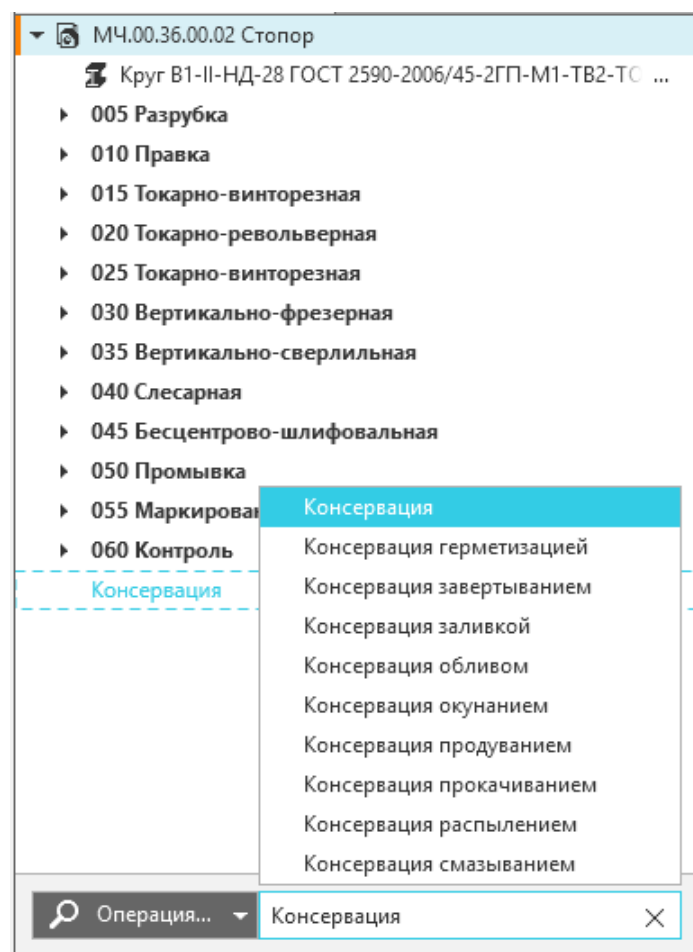 МЧ.00.36.00.02 Стопор
Круг В1-II-НД-28 ГОСТ 2590-2006/45-2ГП-М1-ТВ2-ТО ...
005 Разрубка
010 Правка
015 Токарно-винторезная
020 Токарно-револьверная
025 Токарно-винторезная
030 Вертикально-фрезерная
035 Вертикально-сверлильная
040 Слесарная
045 Бесцентрово-шлифовальная
050 Промывка
055 Маркирован
060 Контроль
Консервация
Консервация
Консервация герметизацией
Консервация завертыванием
Консервация заливкой
Консервация обливом
Консервация окунанием
Консервация продуванием
Консервация прокачиванием
Консервация распылением
Консервация смазыванием
Операция... Консервация